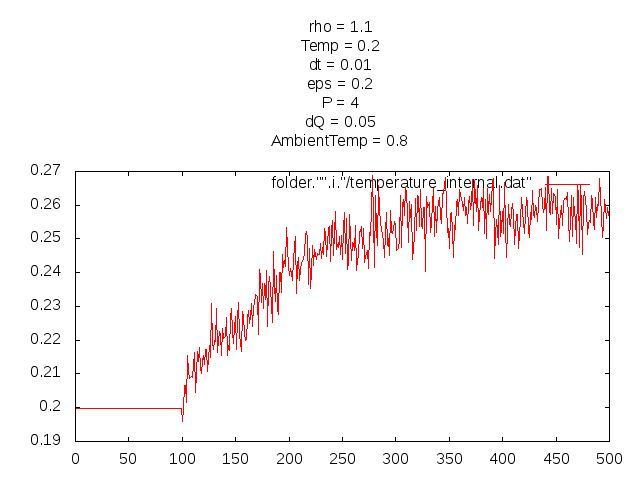 rho = 1.1
Temp = 0.2
dt = 0.01
eps = 0.2
P = 4
dQ = 0.05
AmbientTemp = 0.8
folder."".i."/temperature_internal.dat"
0.27
0.26
0.25
0.24
0.23
0.22
0.21
0.2
0.19
0 50 100 150 200 250 300 350 400 450 500